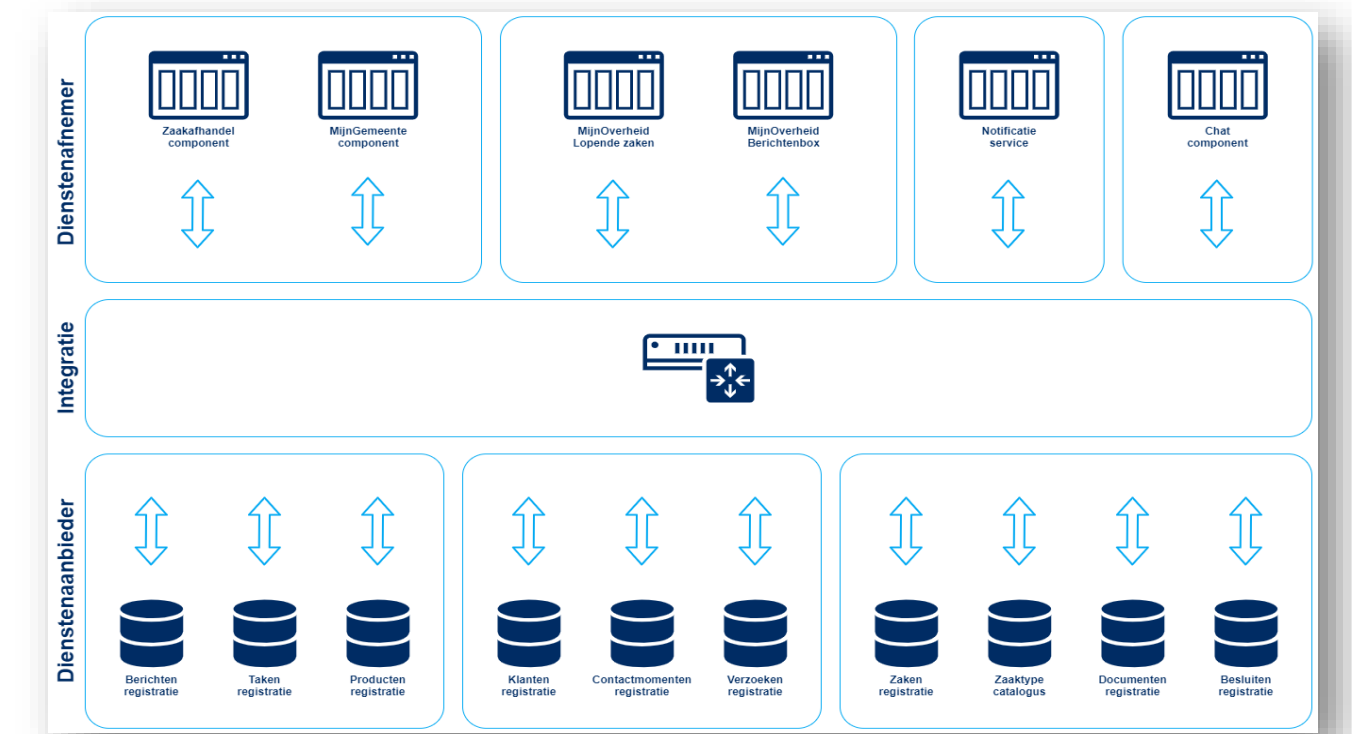 Dienstenafnemer
Zaakafhandel
component
MijnGemeente
component
MijnOverheid
Lopende zaken
MijnOverheid
Berichtenbox
Notificatie
service
Chat
component
Integratie
Dienstenaanbieder
Berichten
registratie
Taken
registratie
Producten
registratie
Klanten
registratie
Contactmomenten
registratie
Verzoeken
registratie
Zaken
registratie
Zaaktype
catalogus
Documenten
registratie
Besluiten
registratie